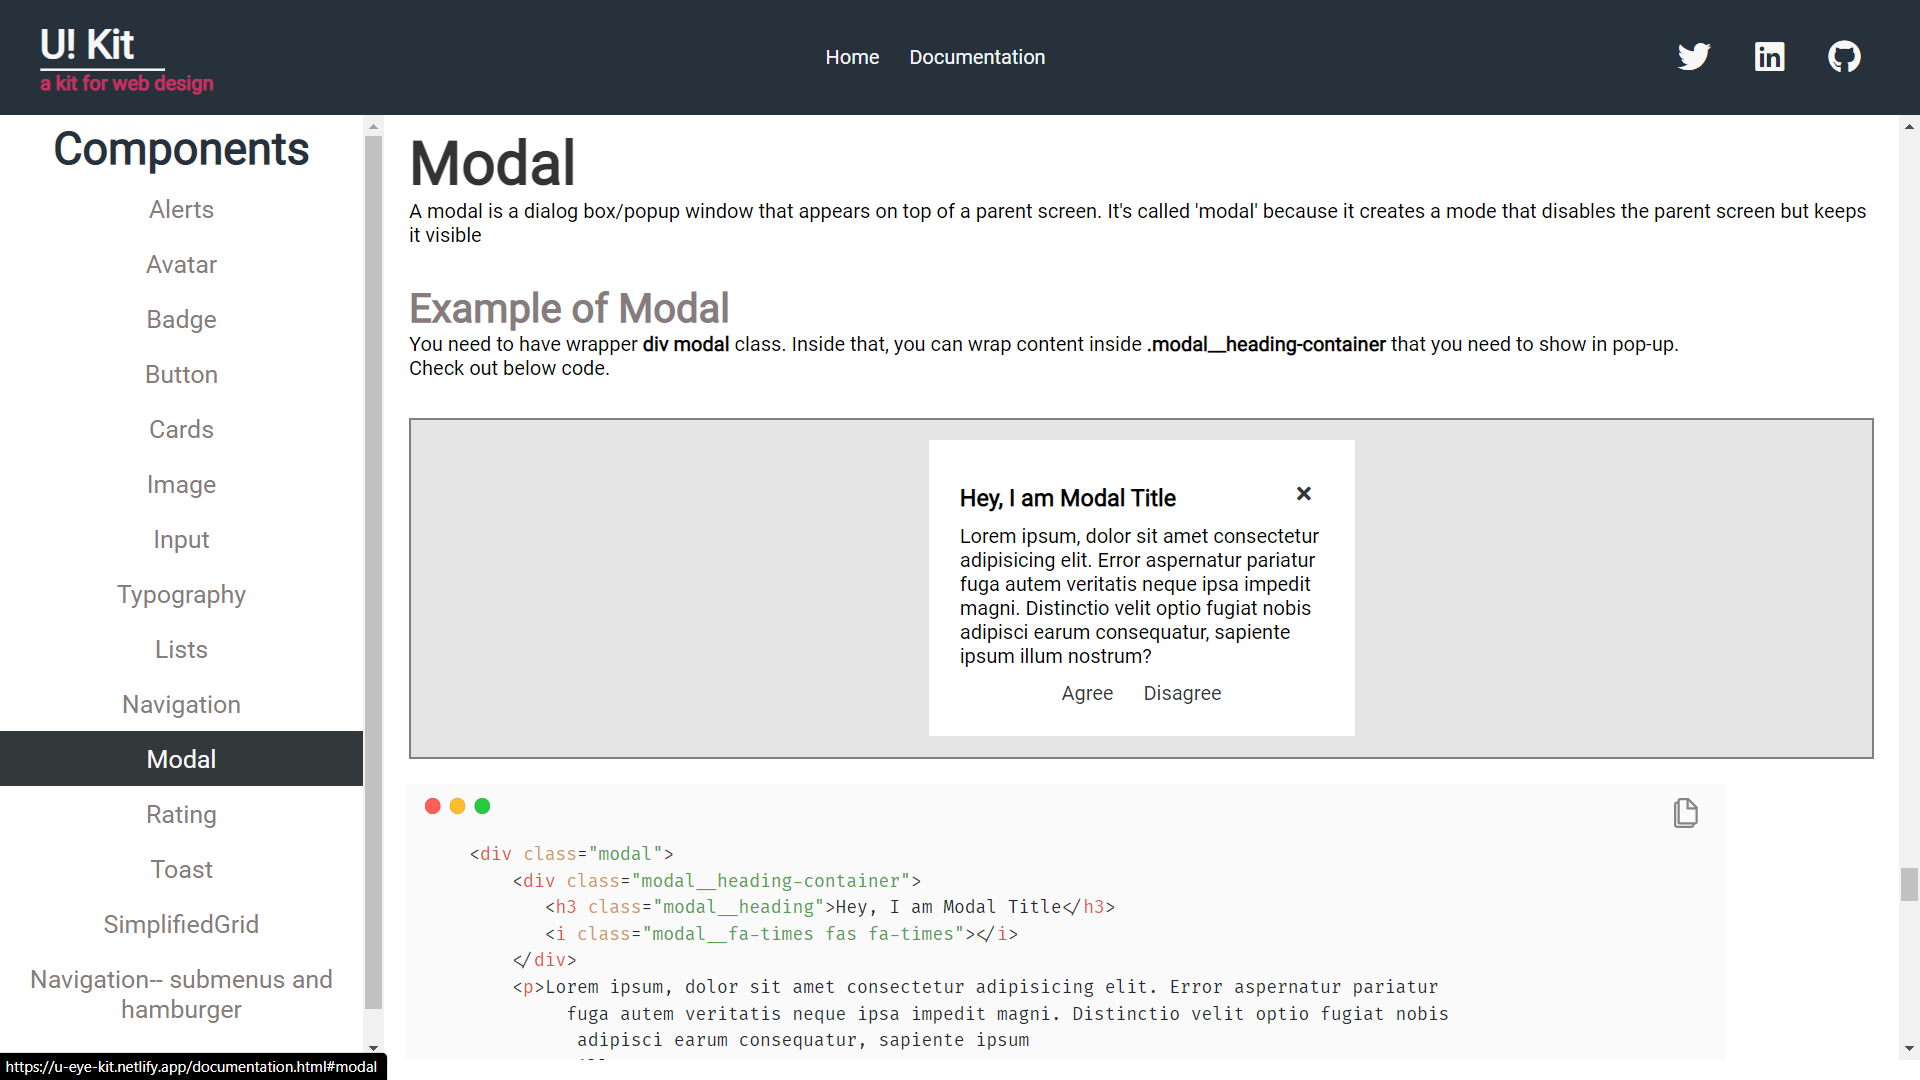 U! Kit
a kit for web design
Home
Documentation
Components
Alerts
Avatar
Badge
Button
Cards
Image
Input
Typography
Lists
Navigation
Modal
Rating
Toast
SimplifiedGrid
Navigation-- submenus and
hamburger
https://u-eye-kit.netlify.app/documentation.html#modal
Modal
A modal is a dialog box/popup window that appears on top of a parent screen. It's called 'modal' because it creates a mode that disables the parent screen but keeps
it visible
Example of Modal
You need to have wrapper div modal class. Inside that, you can wrap content inside .modal__heading-container that you need to show in pop-up.
Check out below code.
Hey, I am Modal Title
Lorem ipsum, dolor sit amet consectetur
adipisicing elit. Error aspernatur pariatur
fuga autem veritatis neque ipsa impedit
magni. Distinctio velit optio fugiat nobis
adipisci earum consequatur, sapiente
ipsum illum nostrum?
Agree
Disagree
<div class="modal">
<div class="modal__heading-container">
<h3 class="modal__heading">Hey, I am Modal Title</h3>
<i class="modal__fa-times fas fa-times"></i>
</div>
<p>Lorem ipsum, dolor sit amet consectetur adipisicing elit. Error aspernatur pariatur
fuga autem veritatis neque ipsa impedit magni. Distinctio velit optio fugiat nobis
adipisci earum consequatur, sapiente ipsum